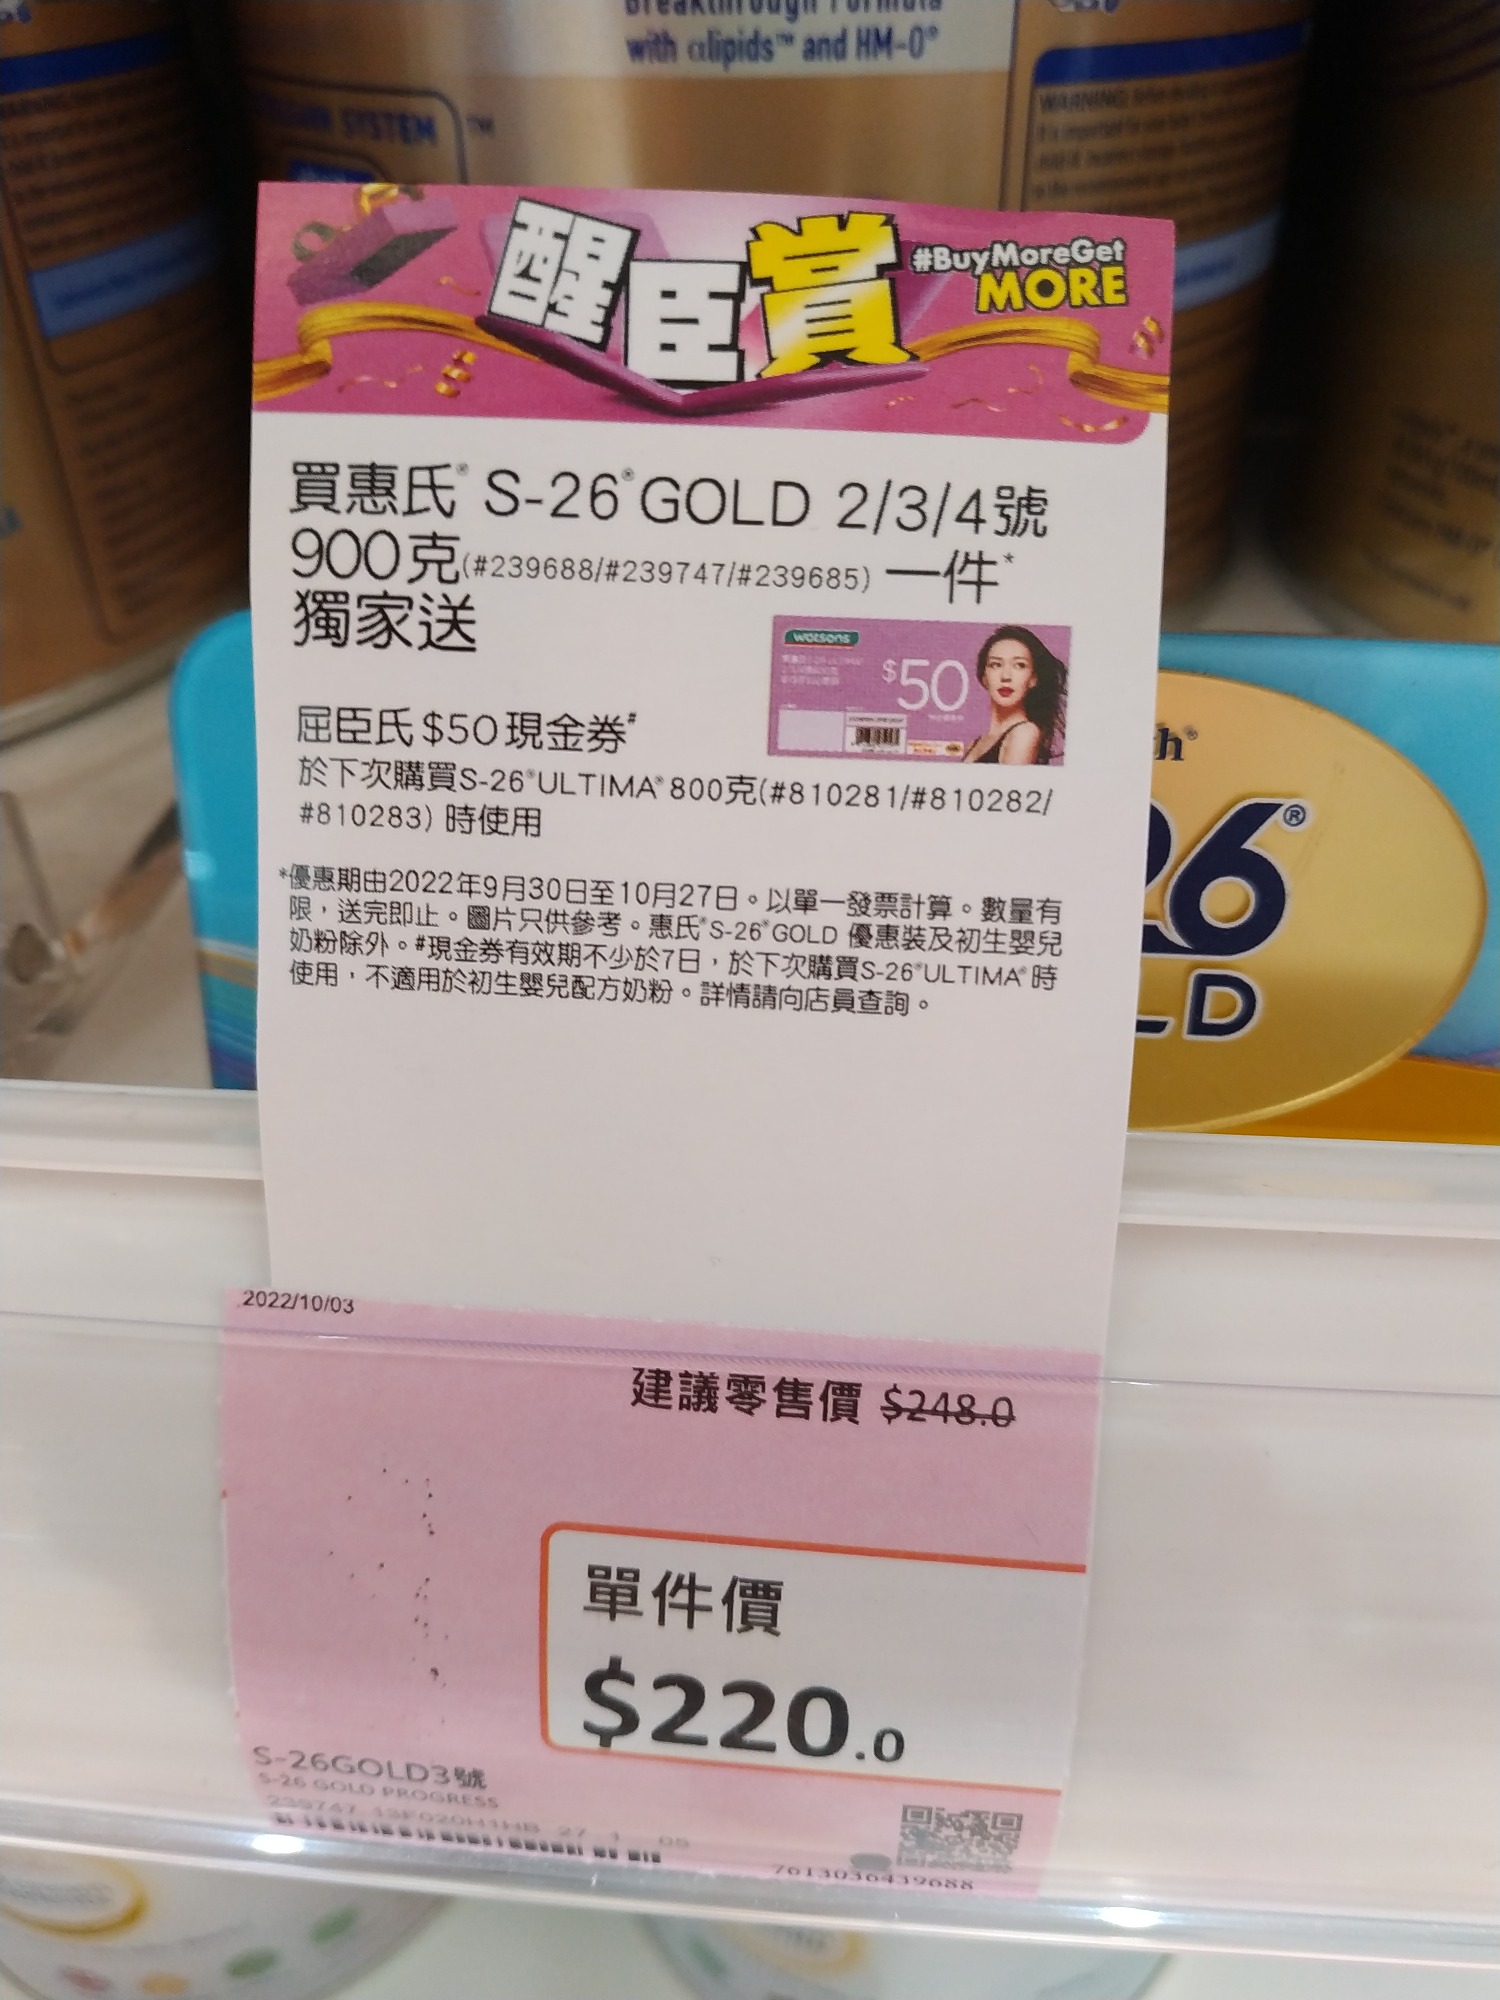 with αlipids™ and HM-O®
SYSTEM ™
WARNING
醒臣賞
#BuyMoreGet
MORE
買惠氏® S-26®GOLD 2/3/4號
900克(#239688/#239747/#239685) 一件*
獨家送
watsons
$50
屈臣氏$50現金券#
於下次購買S-26®ULTIMA®800克(#810281/#810282/
#810283) 時使用
*優惠期由2022年9月30日至10月27日。以單一發票計算。數量有
限，送完即止。圖片只供參考。惠氏®S-26®GOLD 優惠裝及初生嬰兒
奶粉除外。#現金券有效期不少於7日，於下次購買S-26®ULTIMA®時
使用，不適用於初生嬰兒配方奶粉。詳情請向店員查詢。
h®
26®
LD
2022/10/03
建議零售價 $248.0
單件價
$220.0
S-26GOLD3號
S-26 GOLD PROGRESS
239747 27 1 05
7613036439688